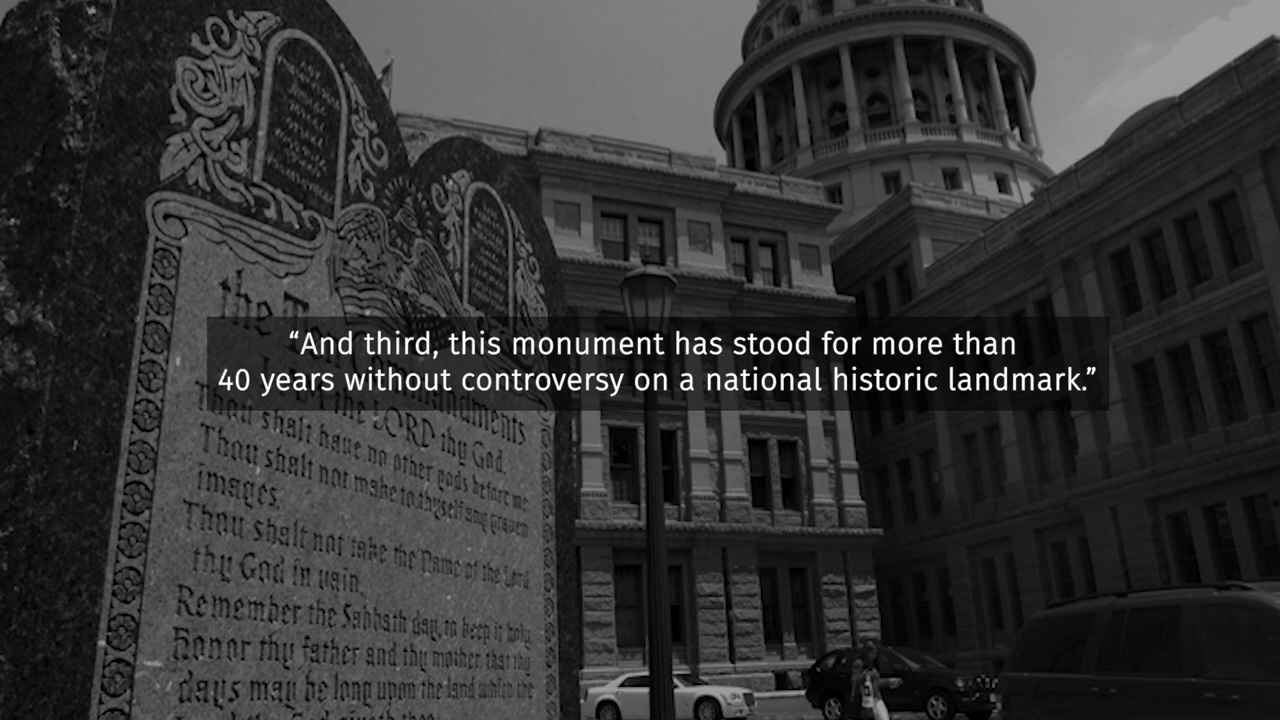 “And third, this monument has stood for more than
40 years without controversy on a national historic landmark.”
the Ten Commandments
the LORD thy God.
Thou shalt have no other gods before me
Thou shalt not make to thyself any graven
images.
Thou shalt not take the Name of the Lord
thy God in vain.
Remember the Sabbath day, to keep it holy.
Honor thy father and thy mother, that thy
days may be long upon the land which the